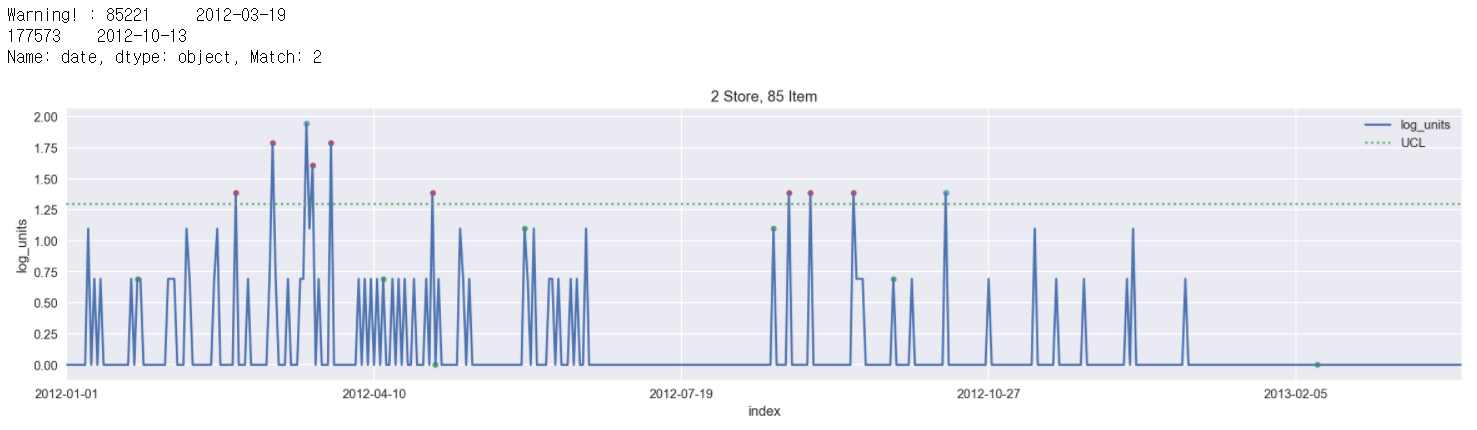 Warning! : 85221     2012-03-19
177573    2012-10-13
Name: date, dtype: object, Match: 2
2 Store, 85 Item
log_units
UCL
2.00
1.75
1.50
1.25
1.00
0.75
0.50
0.25
0.00
log_units
2012-01-01
2012-04-10
2012-07-19
2012-10-27
2013-02-05
index